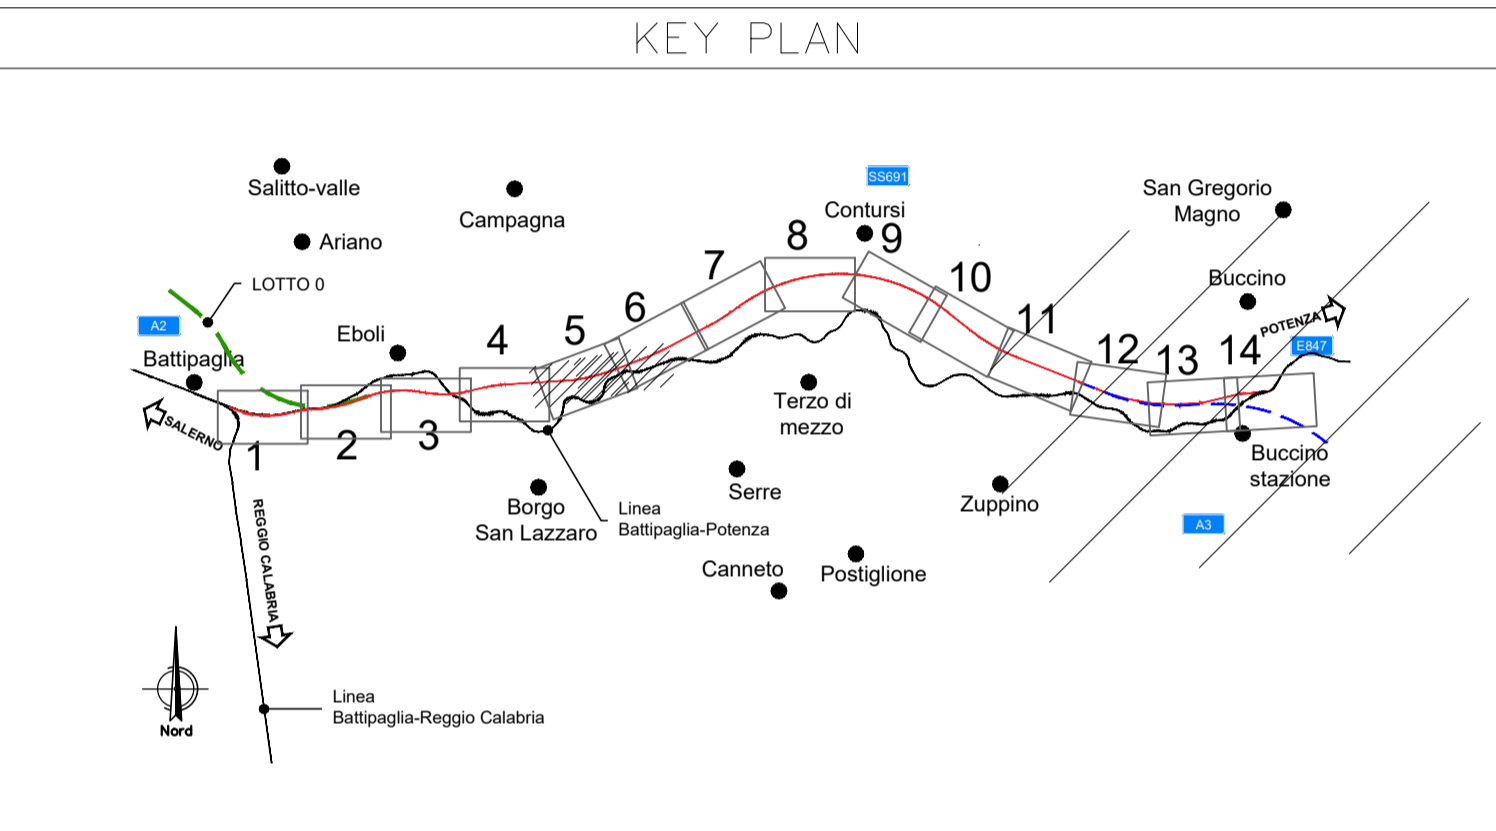 KEY PLAN
SS691
Salitto-valle
San Gregorio
Magno
Campagna
Contursi
8
9
Ariano
7
10
Buccino
LOTTO 0
6
11
A2
Eboli
5
4
POTENZA
E847
Battipaglia
12
13
14
Terzo di
mezzo
SALERNO
1
2
3
Buccino
stazione
Serre
Borgo
San Lazzaro
Linea
Battipaglia-Potenza
Zuppino
A3
REGGIO CALABRIA
Canneto
Postiglione
Linea
Battipaglia-Reggio Calabria
Nord